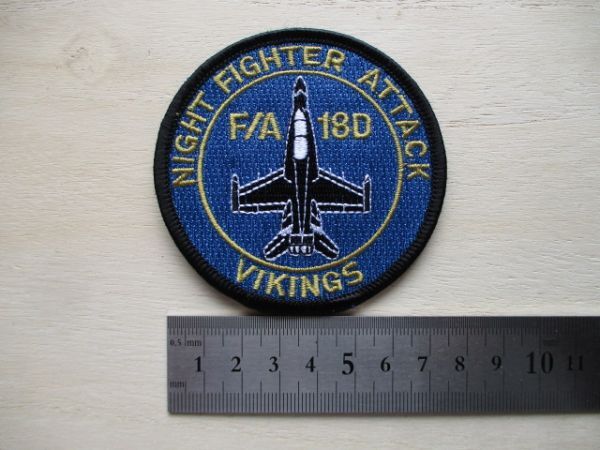 NIGHT FIGHTER ATTACK
F/A 18D
VIKINGS
0,5 mm
1 2 3 4 5 6 7 8 9 10 11
mm